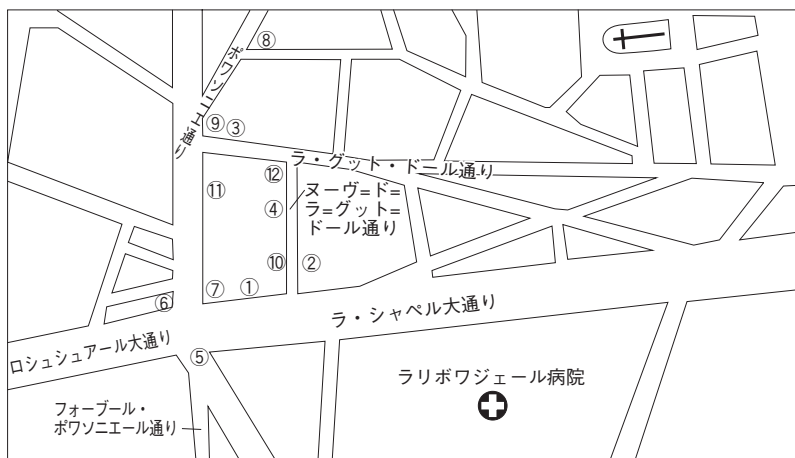 ⑧
ポワソニエ通り
⑨ ③
ラ・グット・ドール通り
⑫
⑪
ヌーヴ=ド=
ラ=グット=
ドール通り
④
⑩ ②
⑦ ①
⑥
ラ・シャペル大通り
ロシュシュアール大通り
⑤
ラリボワジェール病院
フォーブール・
ポワソニエール通り